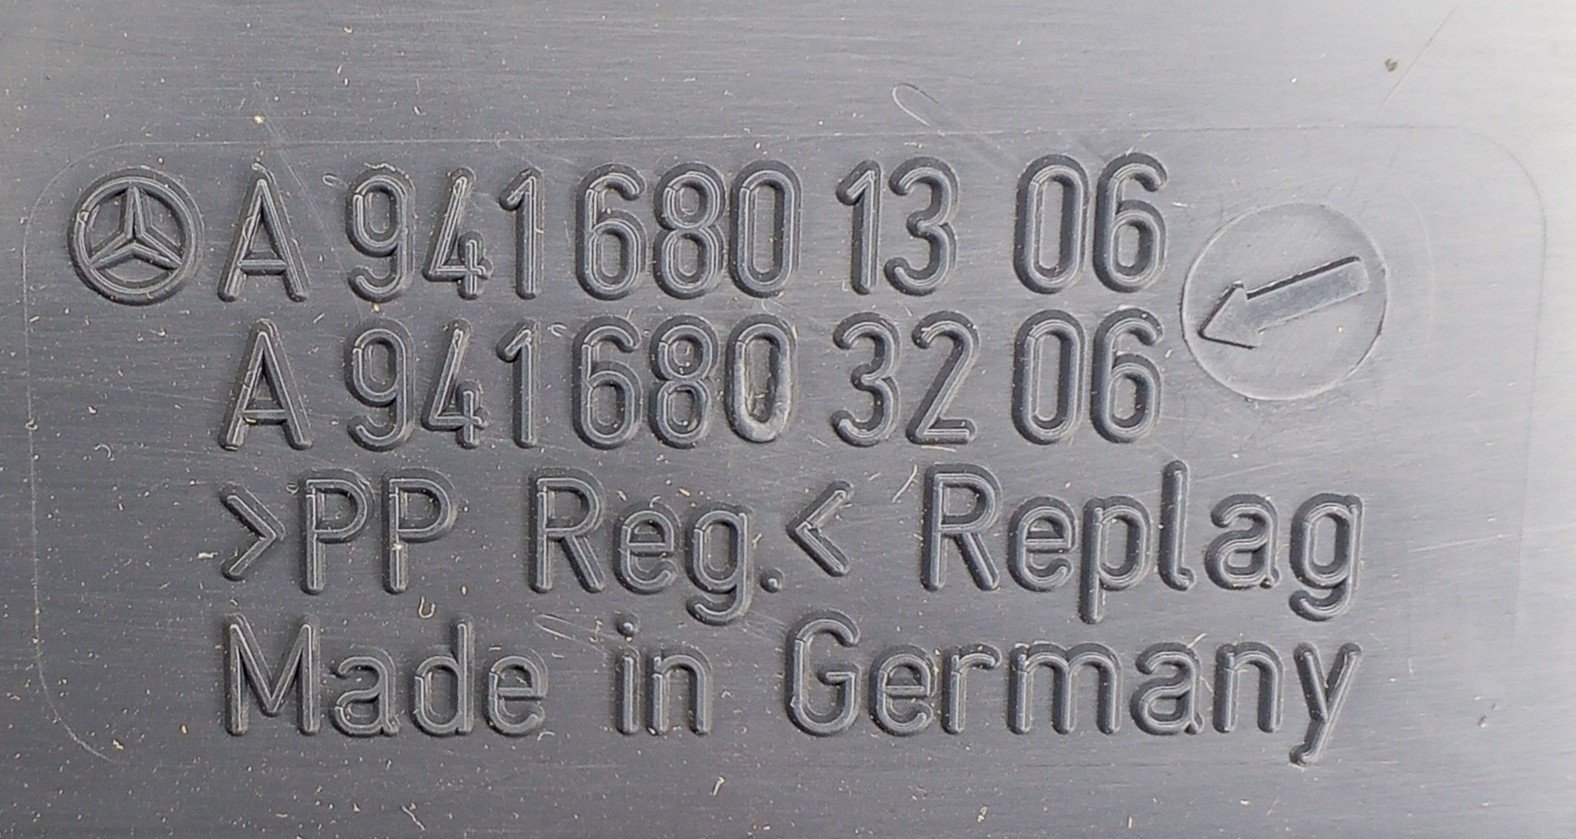 A 941 680 13 06
A 941 680 32 06
>PP Reg.< Replag
Made in Germany